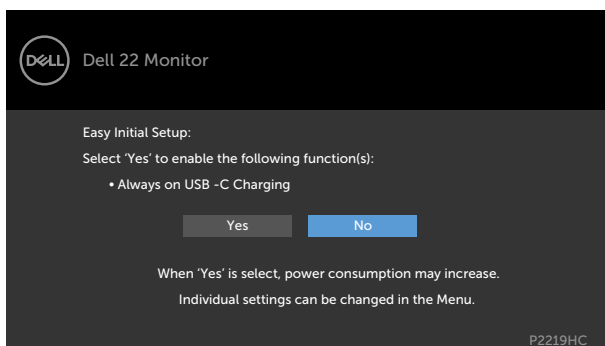 DELL
Dell 22 Monitor
Easy Initial Setup:
Select ‘Yes’ to enable the following function(s):
• Always on USB -C Charging
Yes No
When ‘Yes’ is select, power consumption may increase.
Individual settings can be changed in the Menu.
P2219HC